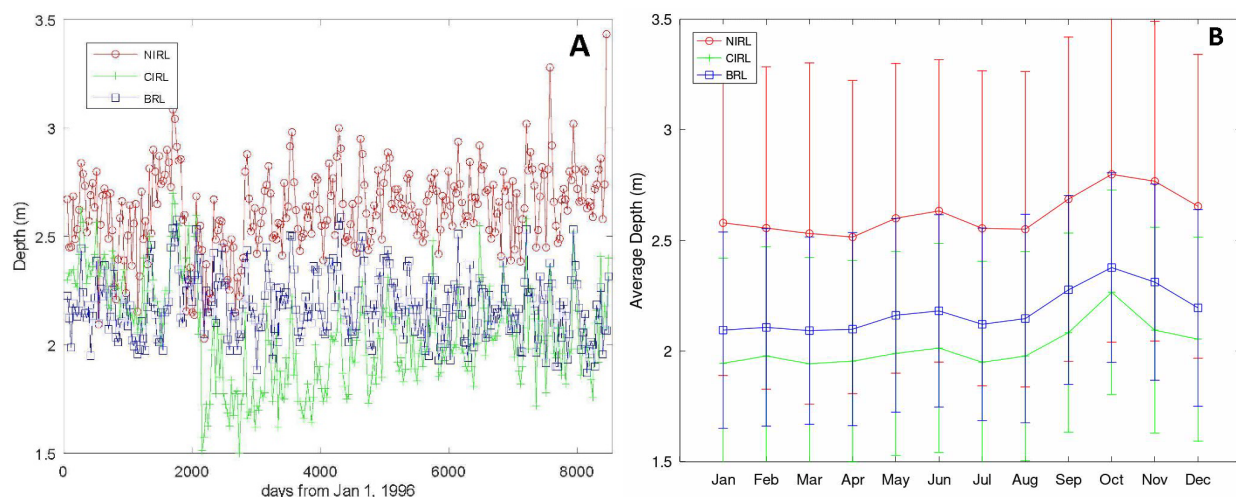 3.5
3
2.5
2
1.5
Depth (m)
A
NIRL
CIRL
BRL
0 2000 4000 6000 8000
days from Jan 1, 1996
3.5
3
2.5
2
1.5
Average Depth (m)
B
NIRL
CIRL
BRL
Jan Feb Mar Apr May Jun Jul Aug Sep Oct Nov Dec